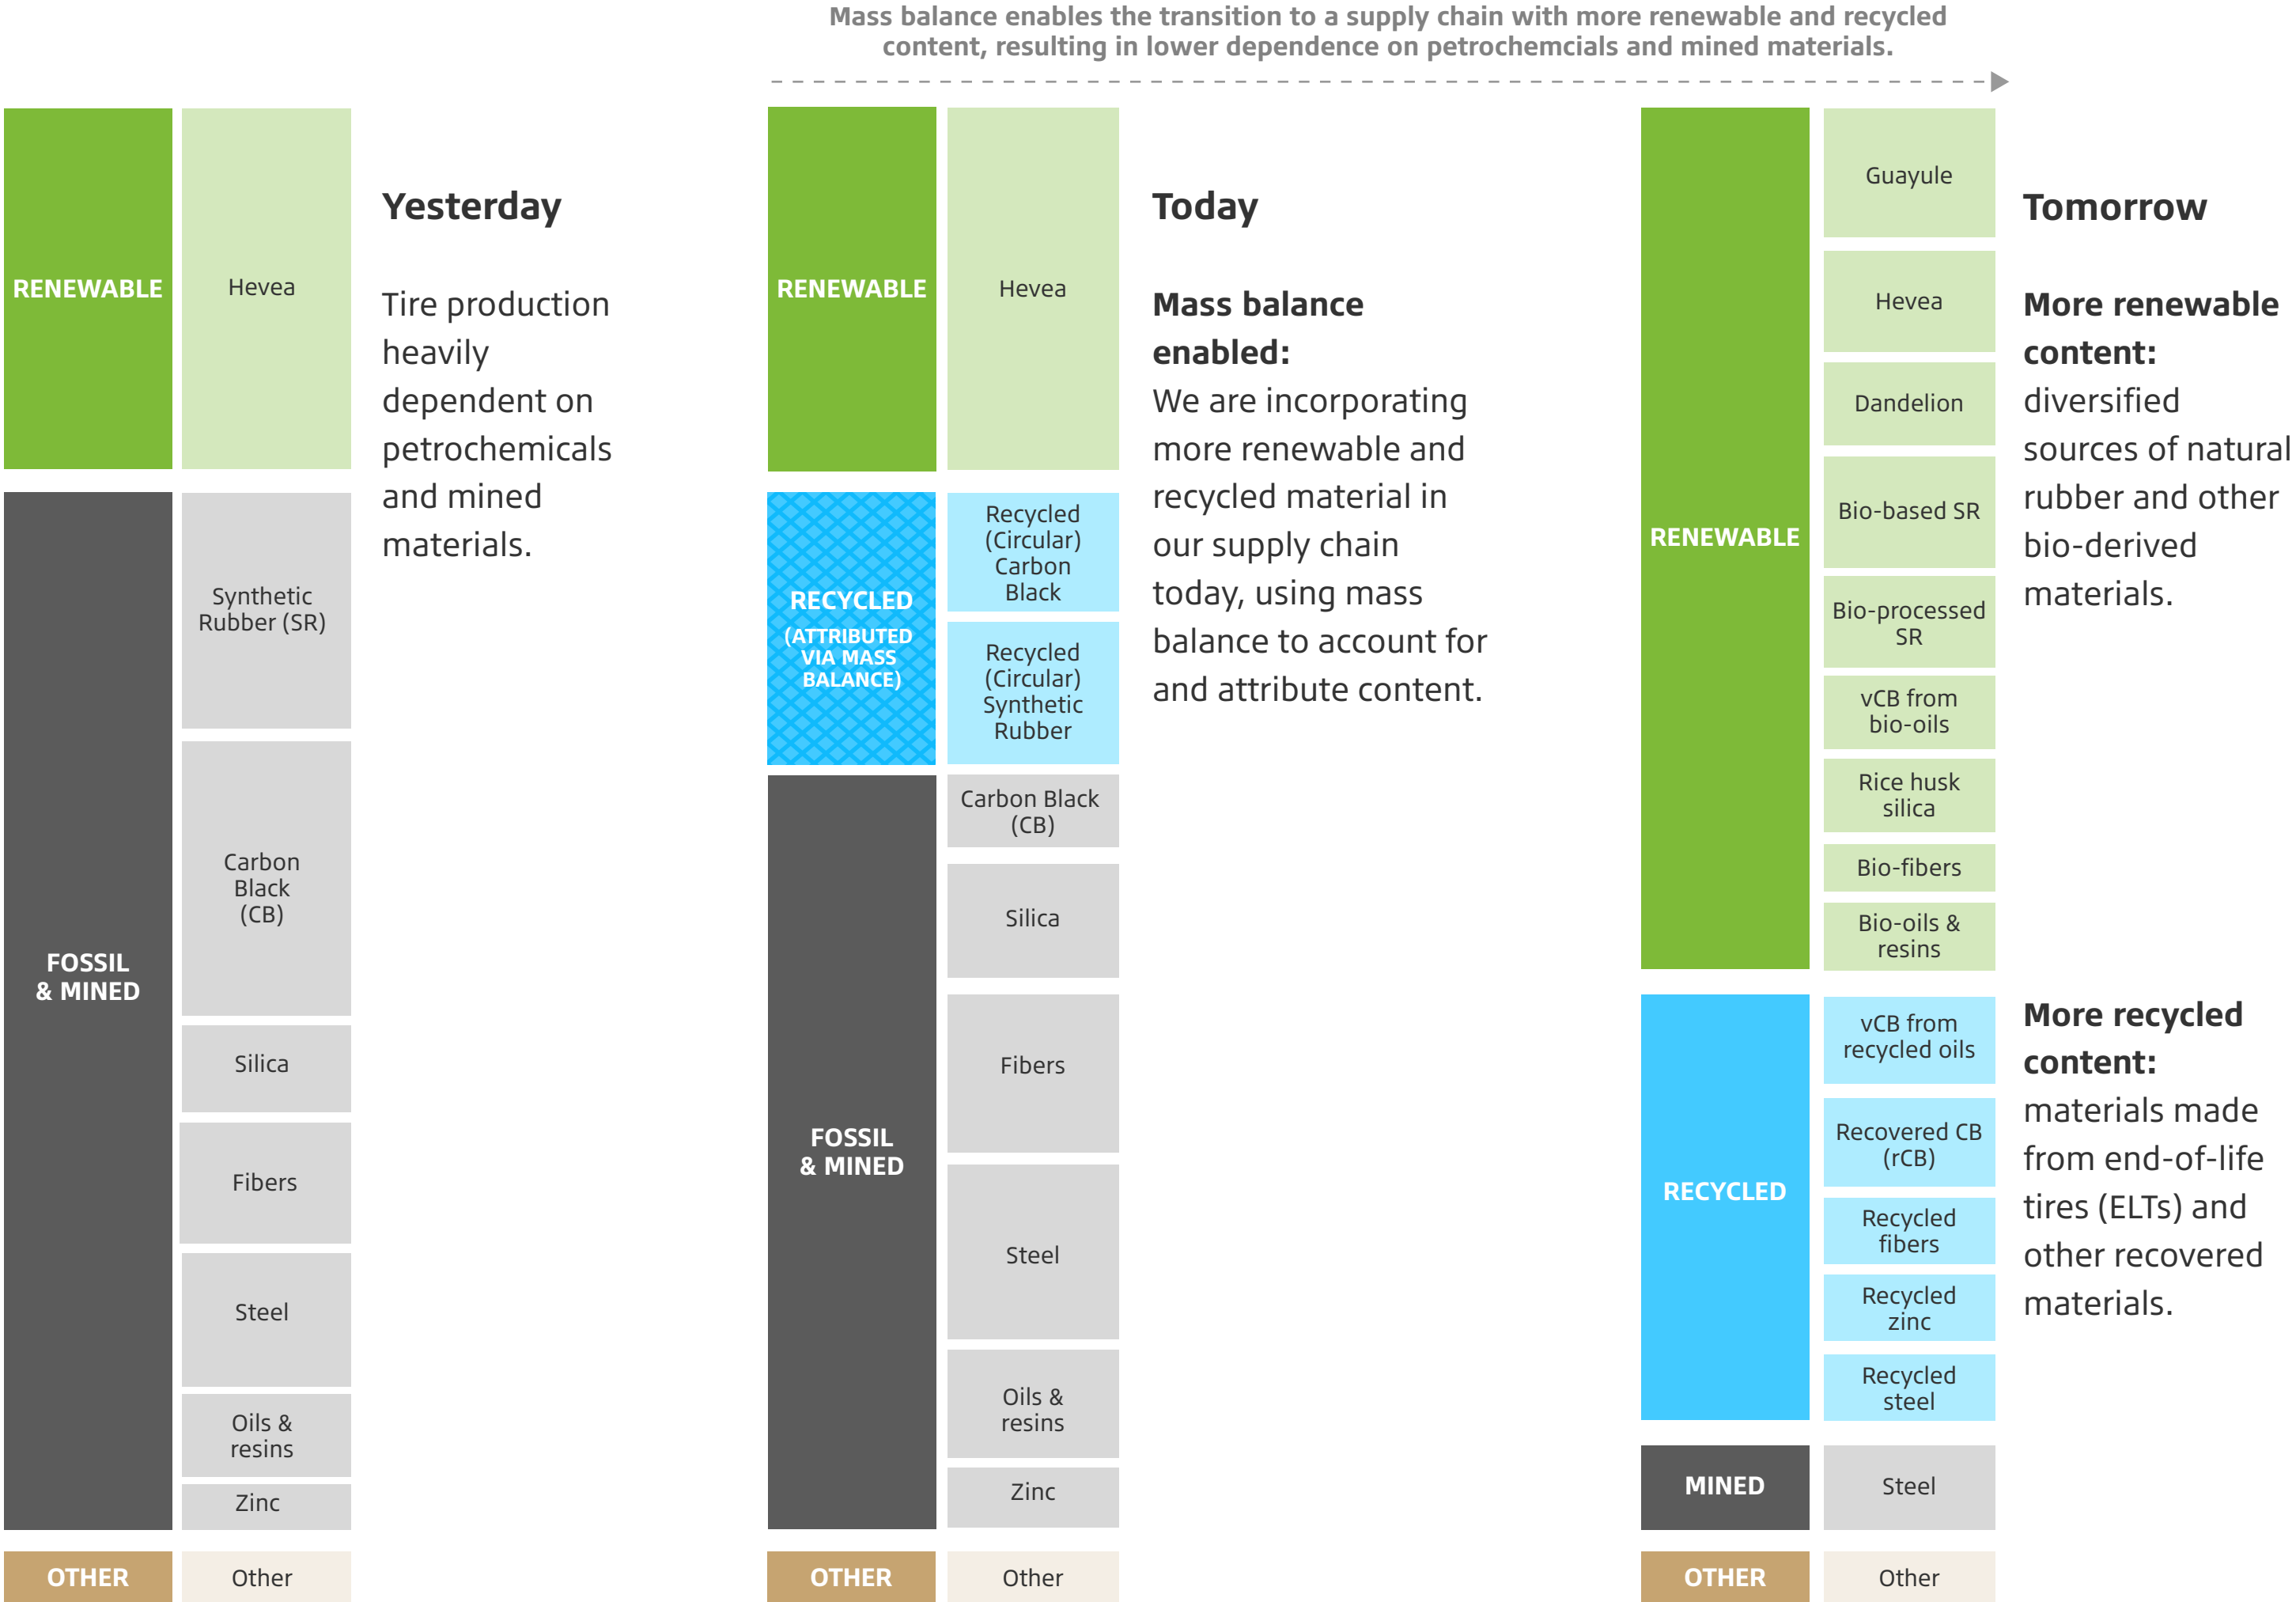 Mass balance enables the transition to a supply chain with more renewable and recycled
content, resulting in lower dependence on petrochemcials and mined materials.
RENEWABLE
Hevea
FOSSIL
& MINED
Synthetic
Rubber (SR)
Carbon
Black
(CB)
Silica
Fibers
Steel
Oils &
resins
Zinc
OTHER
Other
Yesterday
Tire production
heavily
dependent on
petrochemicals
and mined
materials.
RENEWABLE
Hevea
RECYCLED
(ATTRIBUTED
VIA MASS
BALANCE)
Recycled
(Circular)
Carbon
Black
Recycled
(Circular)
Synthetic
Rubber
FOSSIL
& MINED
Carbon Black
(CB)
Silica
Fibers
Steel
Oils &
resins
Zinc
OTHER
Other
Today
Mass balance
enabled:
We are incorporating
more renewable and
recycled material in
our supply chain
today, using mass
balance to account for
and attribute content.
RENEWABLE
Guayule
Hevea
Dandelion
Bio-based SR
Bio-processed
SR
vCB from
bio-oils
Rice husk
silica
Bio-fibers
Bio-oils &
resins
RECYCLED
vCB from
recycled oils
Recovered CB
(rCB)
Recycled
fibers
Recycled
zinc
Recycled
steel
MINED
Steel
OTHER
Other
Tomorrow
More renewable
content:
diversified
sources of natural
rubber and other
bio-derived
materials.
More recycled
content:
materials made
from end-of-life
tires (ELTs) and
other recovered
materials.